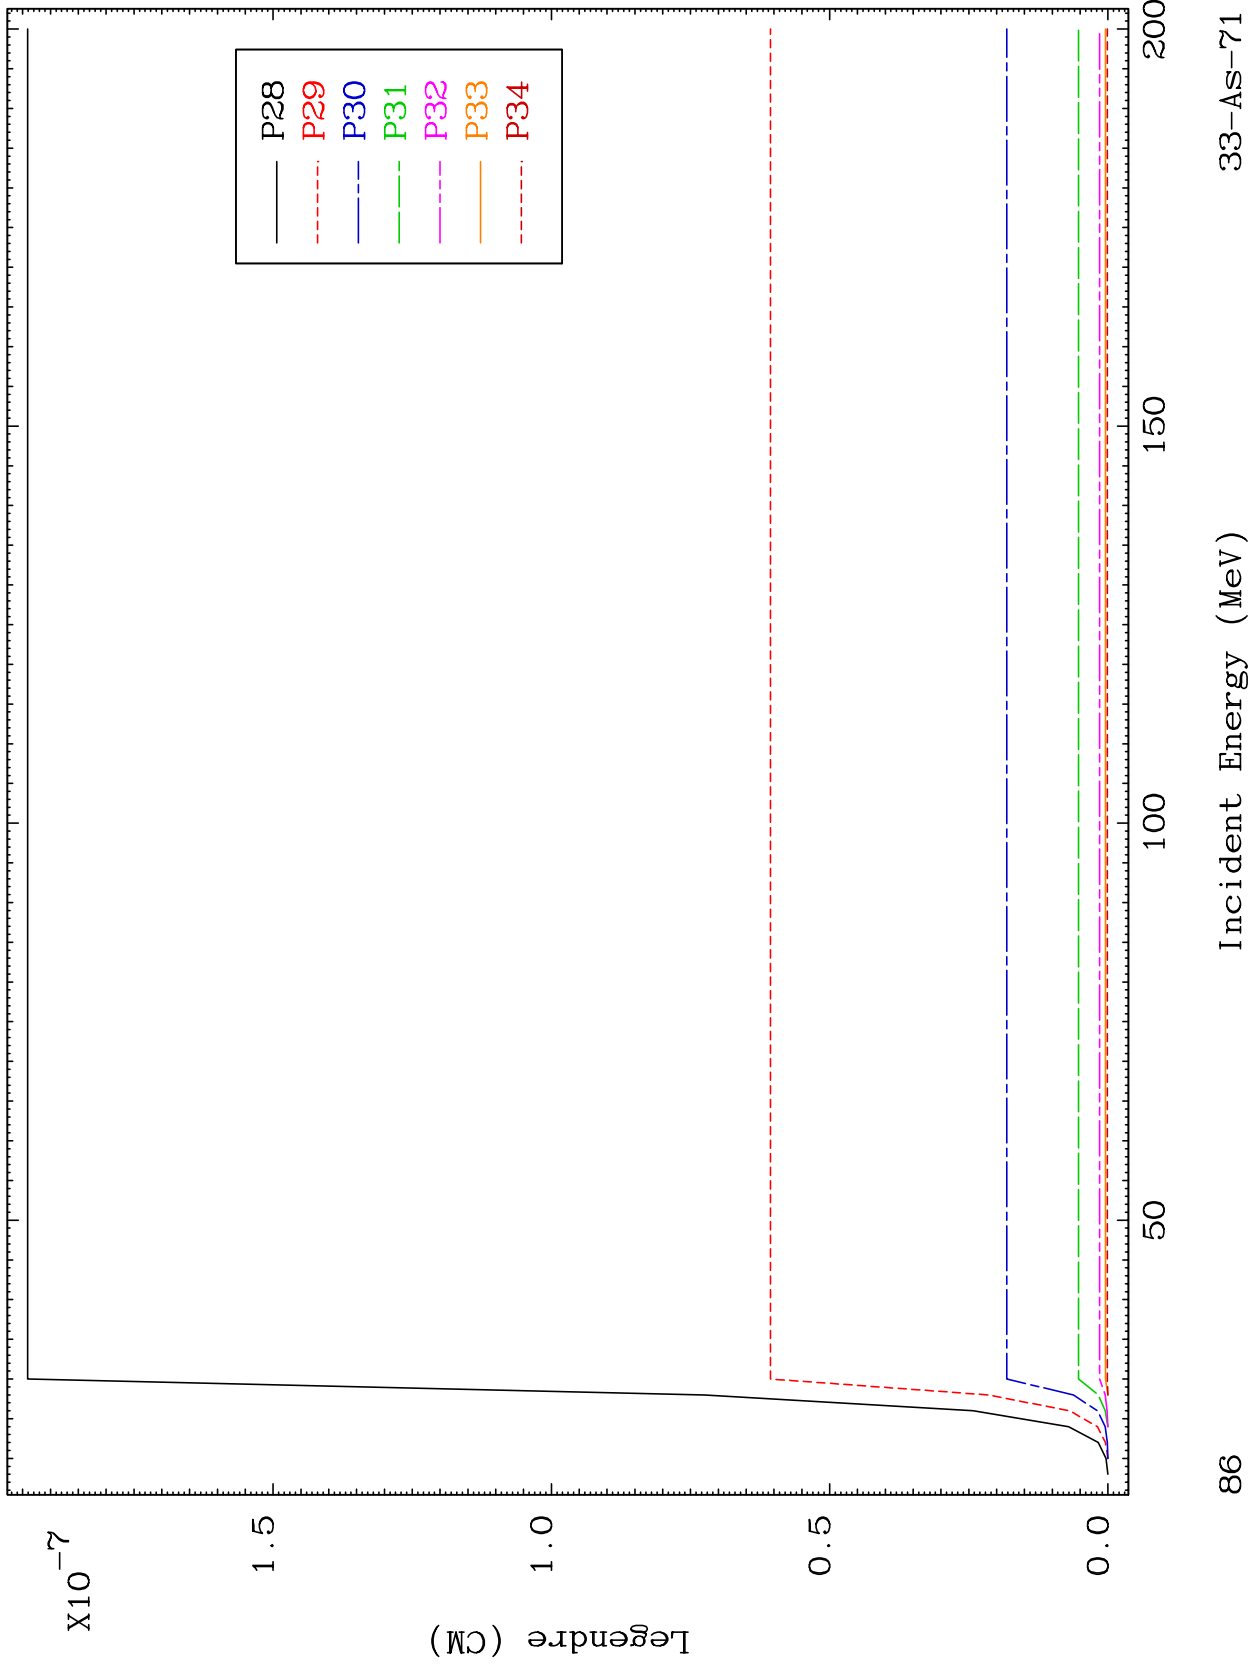 X10-7
Legendre (CM)
1.5
1.0
0.5
0.0
P28
P29
P30
P31
P32
P33
P34
50
100
150
200
Incident Energy (MeV)
86
33-As-71